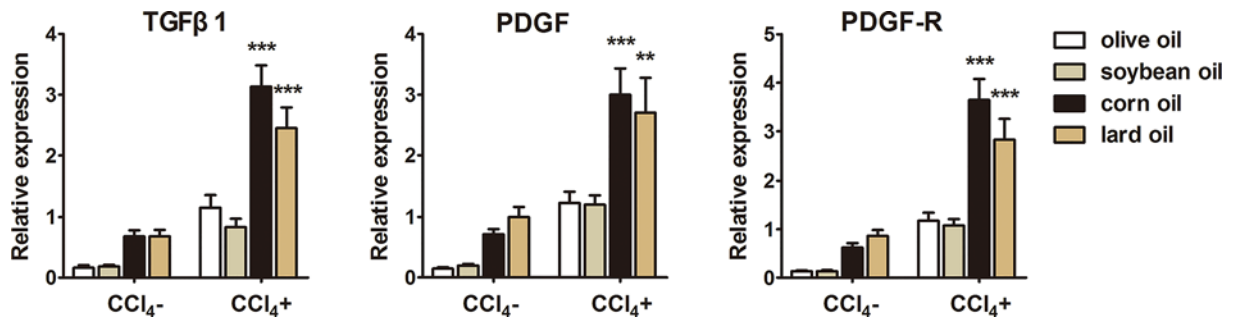 TGFβ 1
Relative expression
4
3
2
1
0
***
***
CCl₄-
CCl₄+
PDGF
Relative expression
4
3
2
1
0
***
**
CCl₄-
CCl₄+
PDGF-R
Relative expression
5
4
3
2
1
0
***
***
CCl₄-
CCl₄+
olive oil
soybean oil
corn oil
lard oil